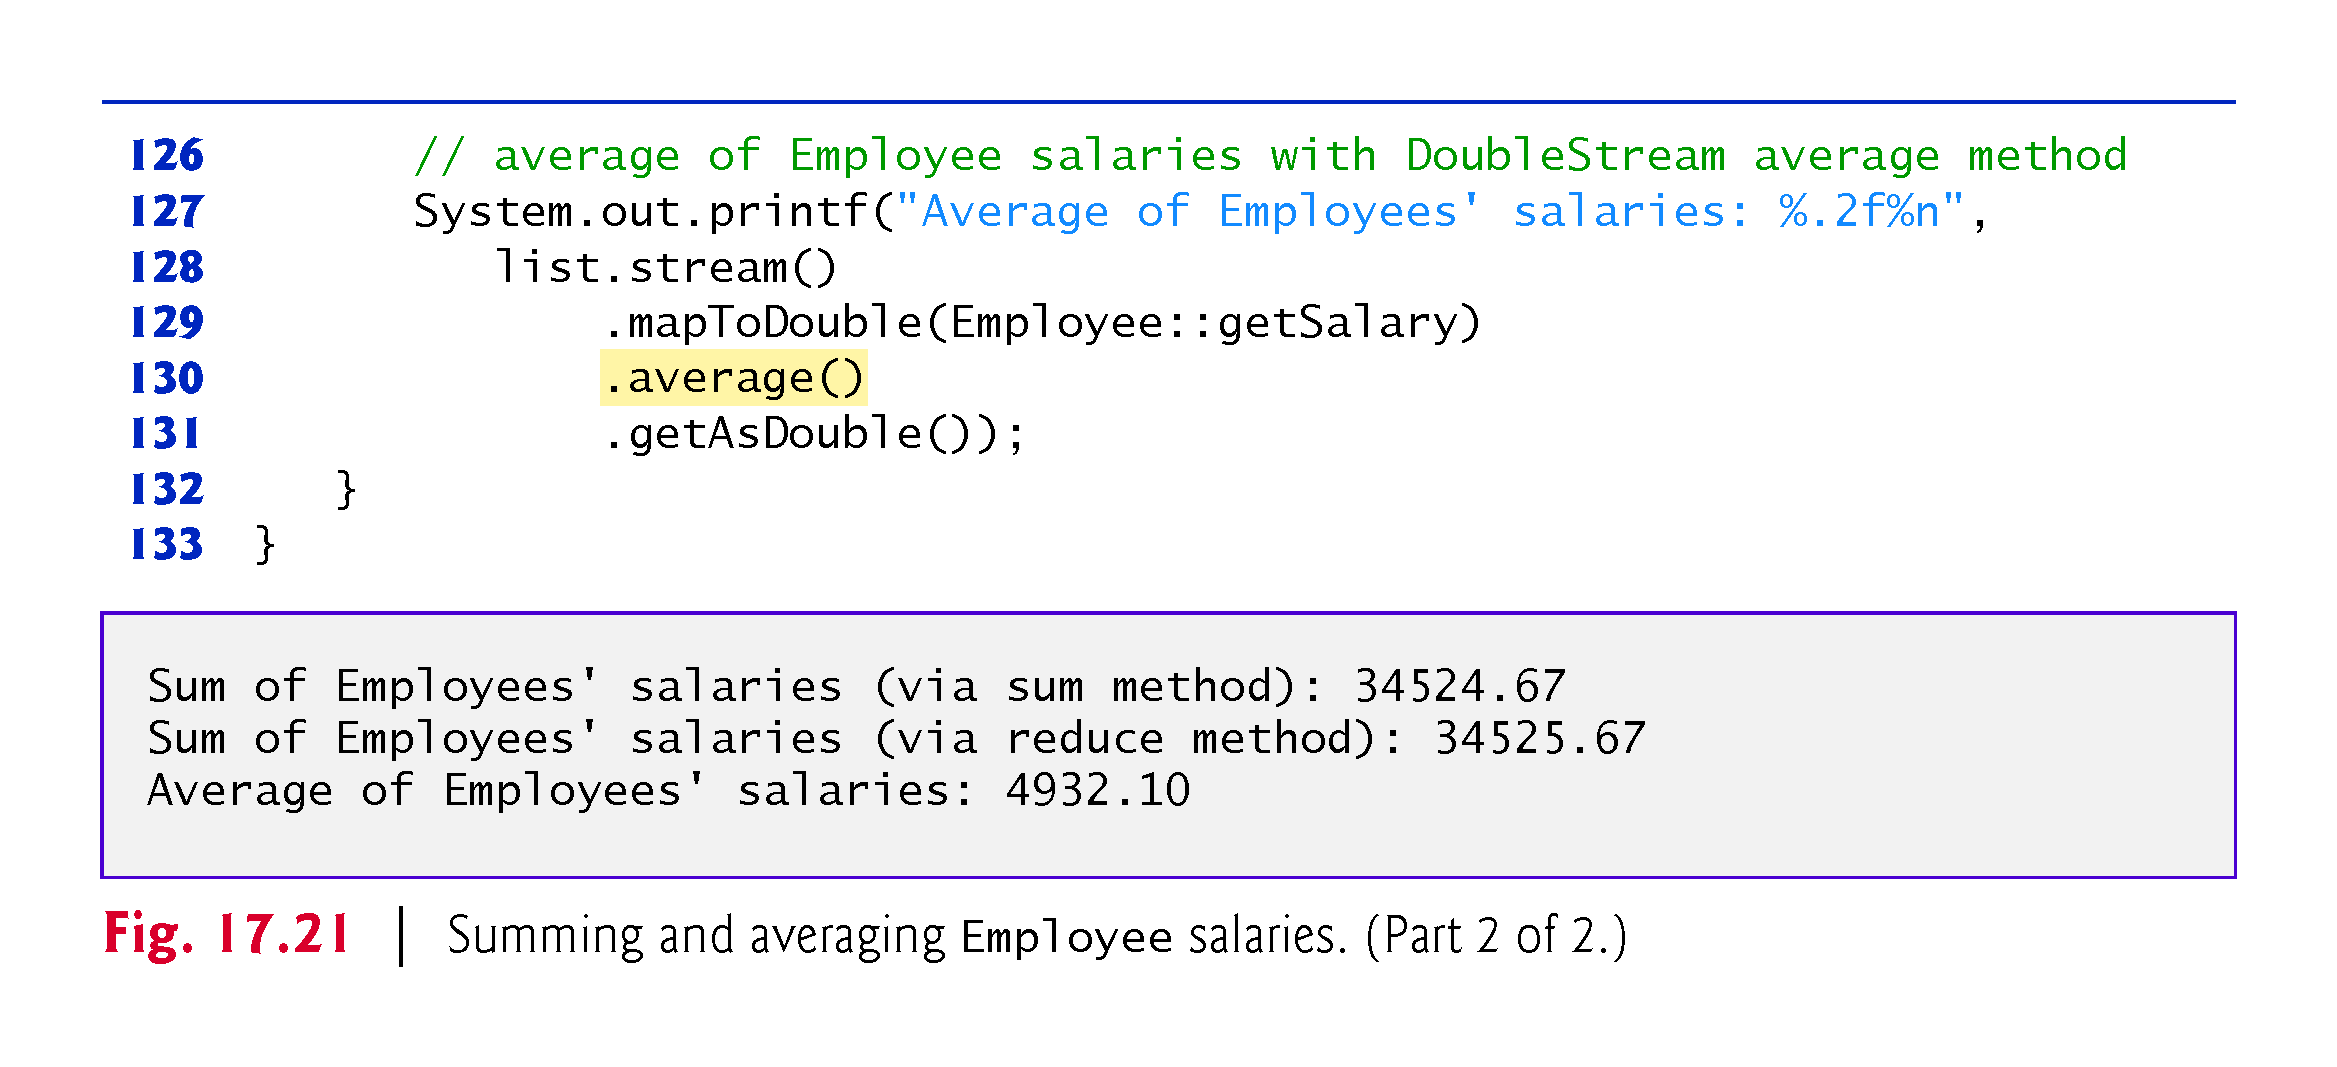 126 // average of Employee salaries with DoubleStream average method
127 System.out.printf("Average of Employees' salaries: %.2f%n",
128 list.stream()
129 .mapToDouble(Employee::getSalary)
130 .average()
131 .getAsDouble());
132 }
133 }
Sum of Employees' salaries (via sum method): 34524.67
Sum of Employees' salaries (via reduce method): 34525.67
Average of Employees' salaries: 4932.10
Fig. 17.21 | Summing and averaging Employee salaries. (Part 2 of 2.)